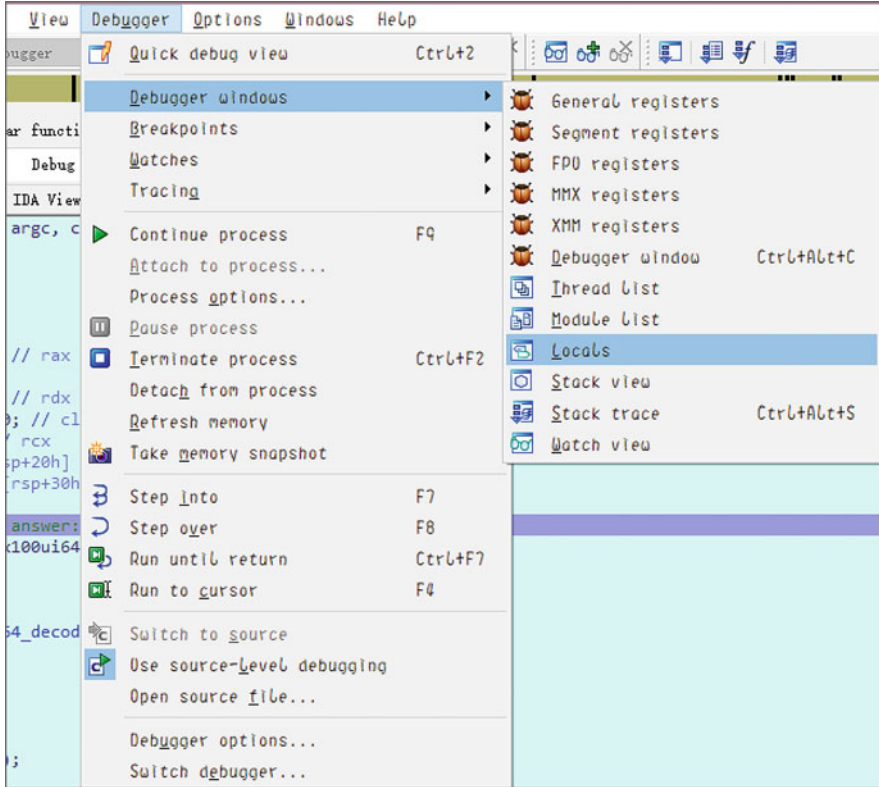 View Debugger Options Windows Help
ougger
Quick debug view Ctrl+2
Debugger windows
Breakpoints
Watches
Tracing
Continue process F9
Attach to process...
Process options...
Pause process
Terminate process Ctrl+F2
Detach from process
Refresh memory
Take memory snapshot
Step into F7
Step over F8
Run until return Ctrl+F7
Run to cursor F4
Switch to source
Use source-level debugging
Open source file...
Debugger options...
Switch debugger...
General registers
Segment registers
FPU registers
MMX registers
XMM registers
Debugger window Ctrl+Alt+C
Thread list
Module list
Locals
Stack view
Stack trace Ctrl+Alt+S
Watch view
ar functi
Debug
IDA View
argc, c
// rax
// rdx
; // cl
/ rcx
sp+20h]
[rsp+30h
answer:
x100ui64
64_decod
);